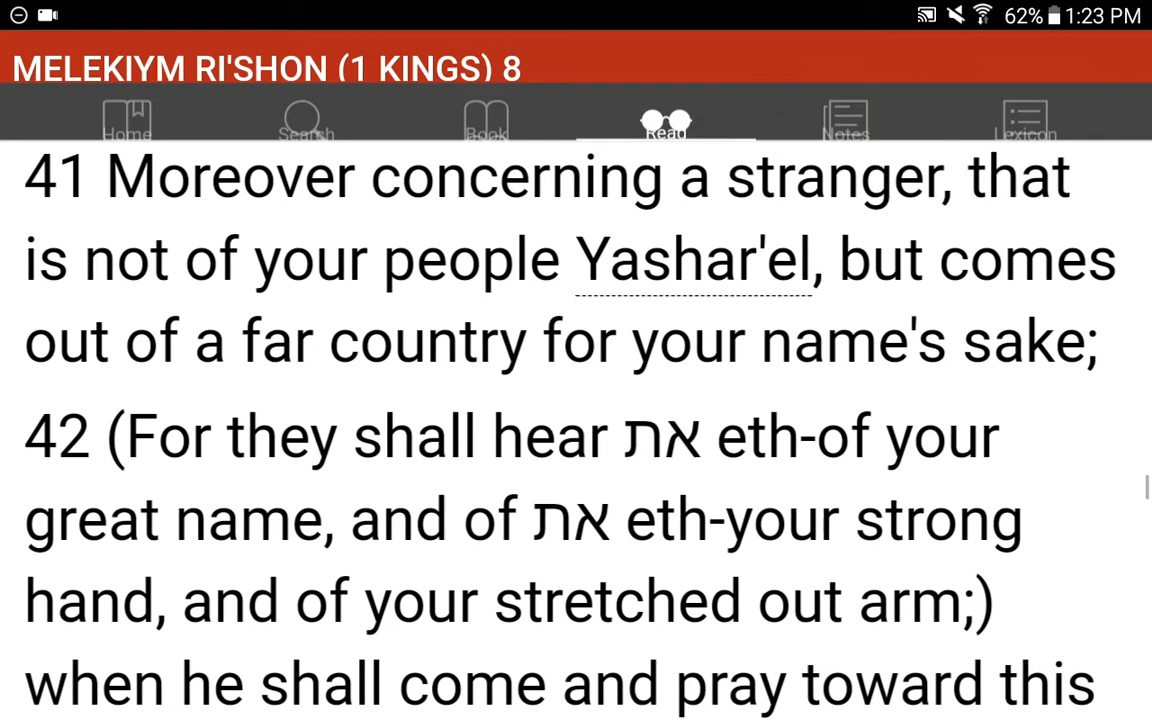 62% 1:23 PM
MELEKIYM RI'SHON (1 KINGS) 8
Home Search Book Read Notes Lexicon
41 Moreover concerning a stranger, that
is not of your people Yashar'el, but comes
out of a far country for your name's sake;
42 (For they shall hear את eth-of your
great name, and of את eth-your strong
hand, and of your stretched out arm;)
when he shall come and pray toward this